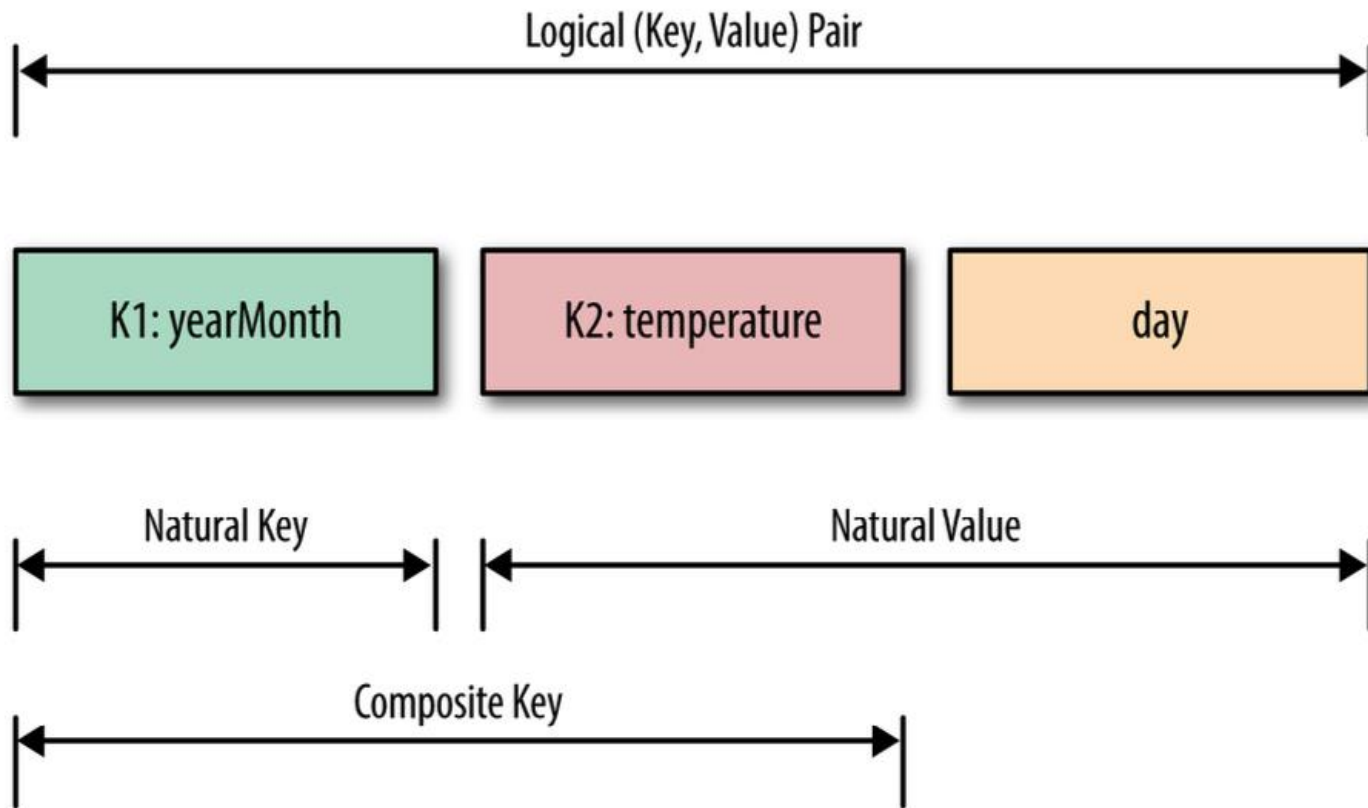 Logical (Key, Value) Pair
K1: yearMonth
K2: temperature
day
Natural Key
Natural Value
Composite Key